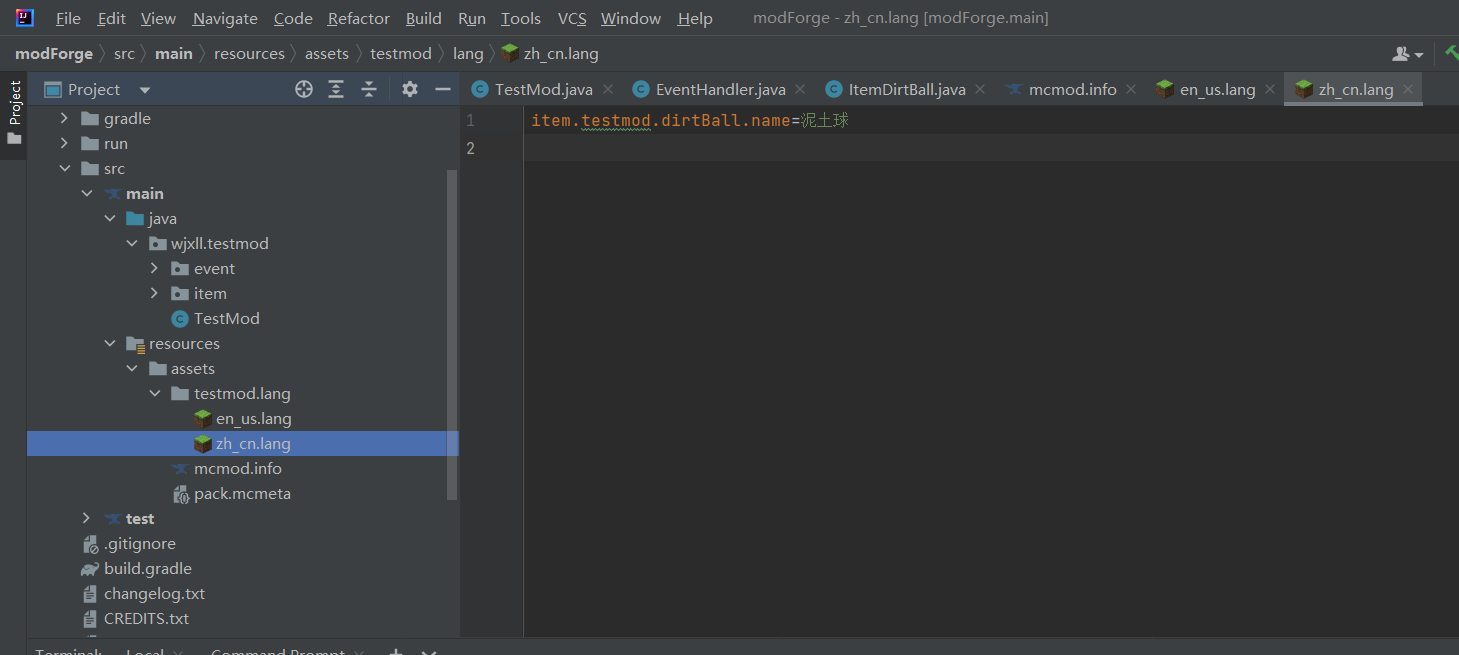 File Edit View Navigate Code Refactor Build Run Tools VCS Window Help modForge - zh_cn.lang [modForge.main]
modForge src main resources assets testmod lang zh_cn.lang
Project
Project
TestMod.java EventHandler.java ItemDirtBall.java mcmod.info en_us.lang zh_cn.lang
gradle
run
src
main
java
wjxll.testmod
event
item
TestMod
resources
assets
testmod.lang
en_us.lang
zh_cn.lang
mcmod.info
pack.mcmeta
test
.gitignore
build.gradle
changelog.txt
CREDITS.txt
1 item.testmod.dirtBall.name=泥土球
2
Terminal: Local Command Prompt